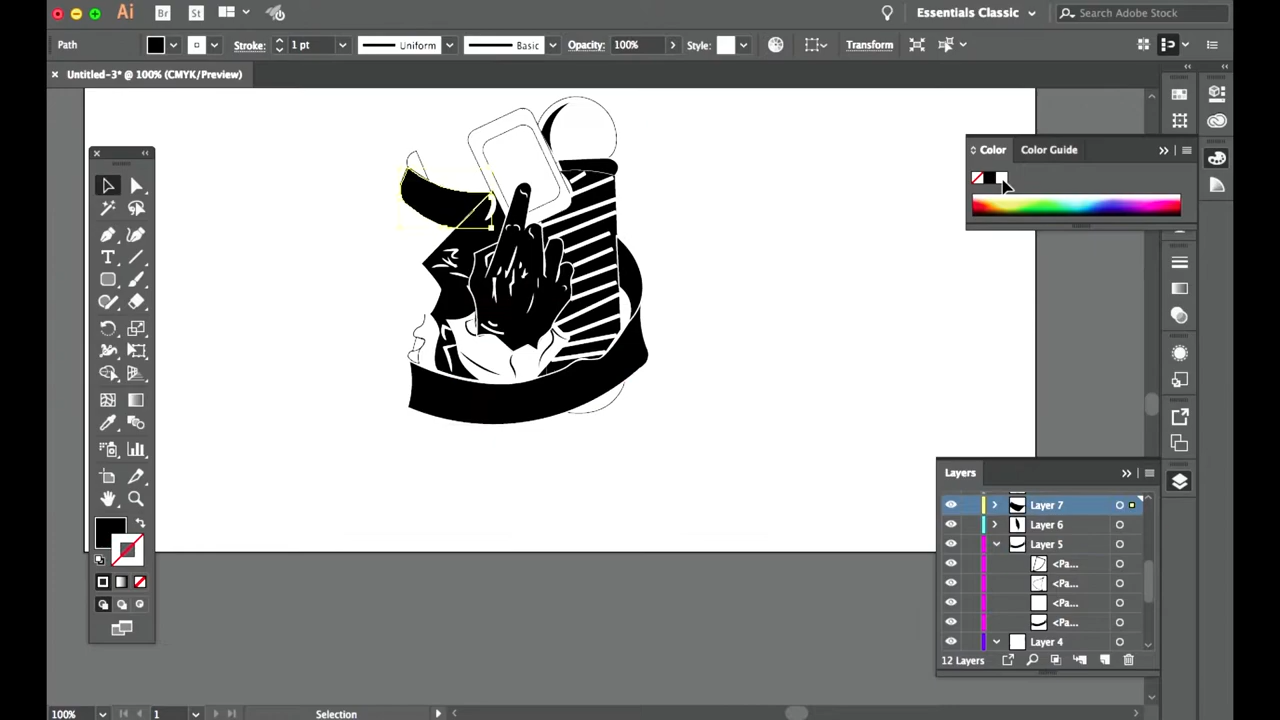 Ai Br St Essentials Classic Search Adobe Stock
Path Stroke: 1 pt Uniform Basic Opacity: 100% Style: Transform
× Untitled-3* @ 100% (CMYK/Preview)
Color Color Guide
T
Layers
Layer 7
Layer 6
Layer 5
<Pa...
<Pa...
<Pa...
<Pa...
Layer 4
12 Layers
100% 1 Selection